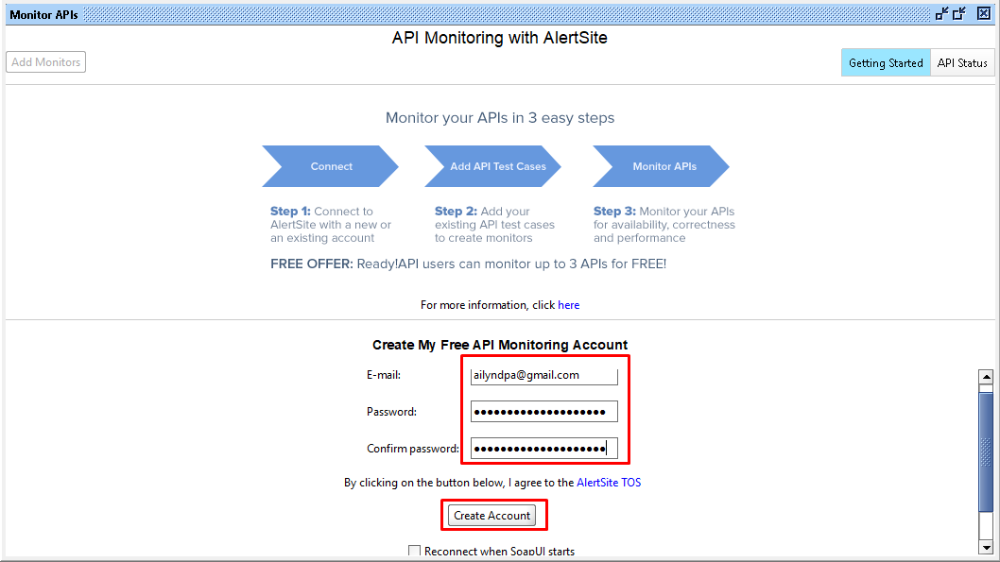 Monitor APIs
API Monitoring with AlertSite
Add Monitors
Getting Started
API Status
Monitor your APIs in 3 easy steps
Connect
Add API Test Cases
Monitor APIs
Step 1: Connect to
AlertSite with a new or
an existing account
Step 2: Add your
existing API test cases
to create monitors
Step 3: Monitor your APIs
for availability, correctness
and performance
FREE OFFER: Ready!API users can monitor up to 3 APIs for FREE!
For more information, click here
Create My Free API Monitoring Account
E-mail: ailyndpa@gmail.com
Password: ●●●●●●●●●●●●●●●●●●●●
Confirm password: ●●●●●●●●●●●●●●●●●●●●
By clicking on the button below, I agree to the AlertSite TOS
Create Account
Reconnect when SoapUI starts